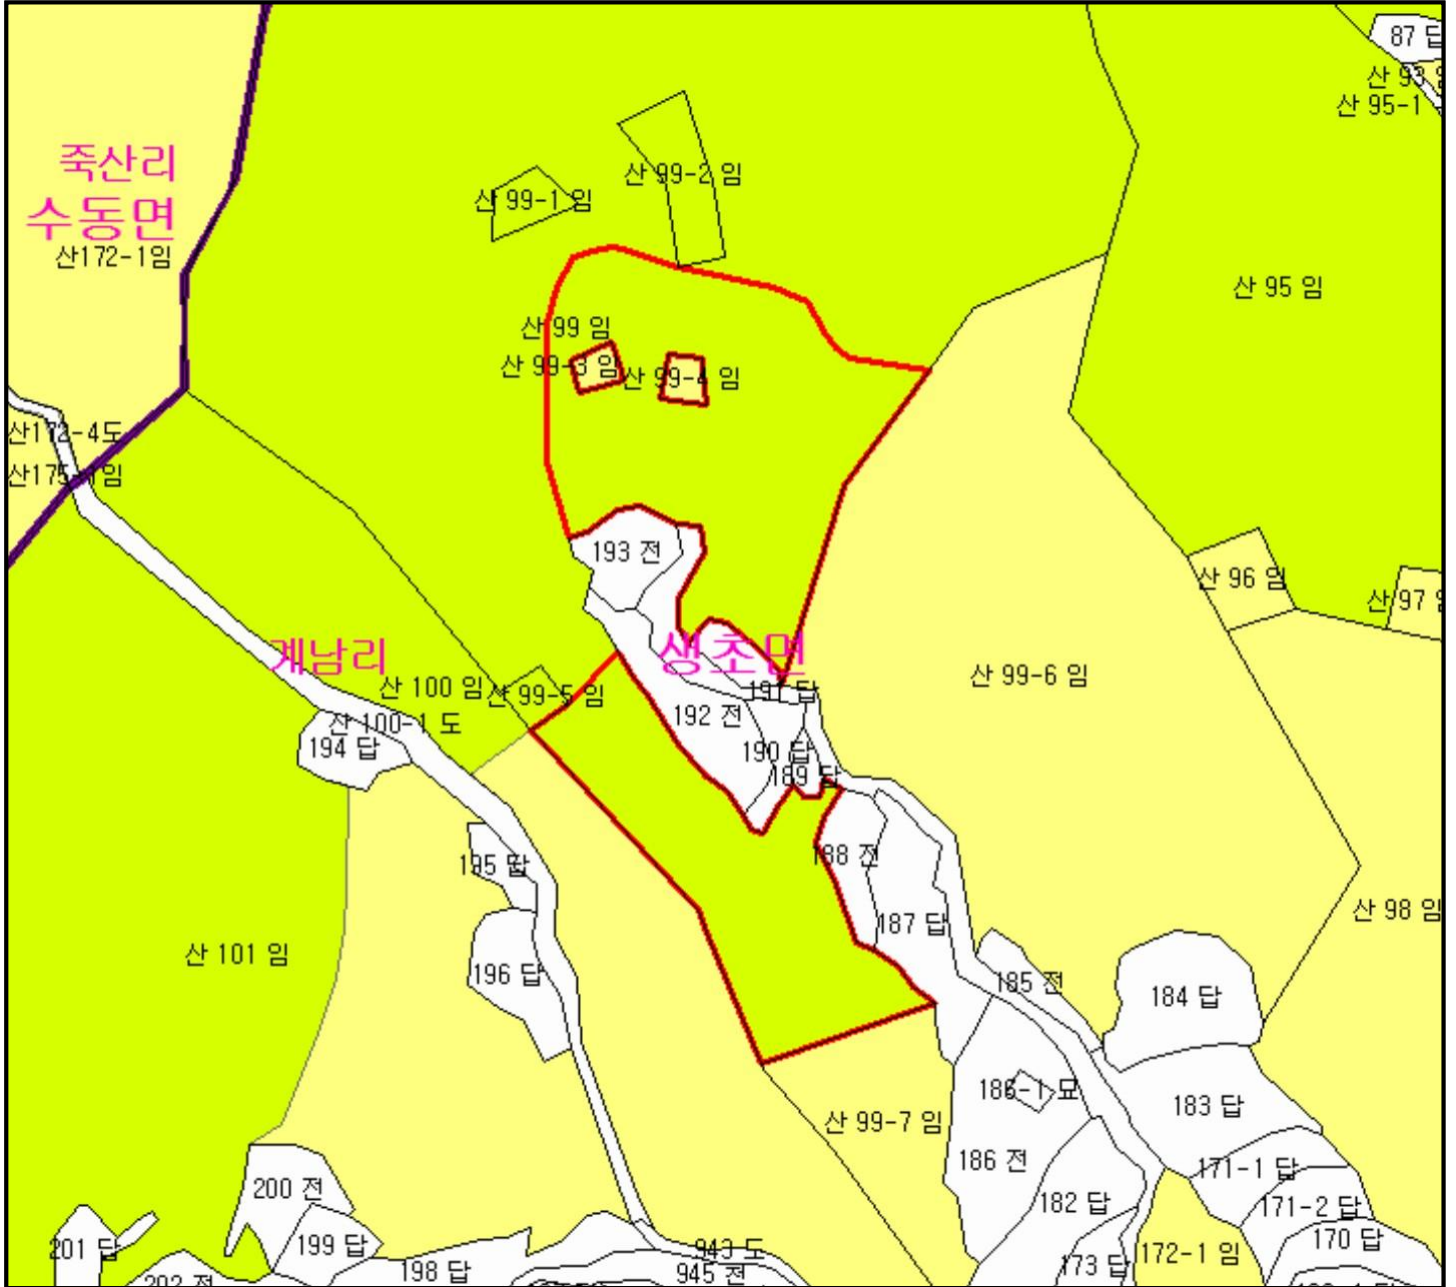 87 답
산 93 임
산 95-1
죽산리
산 99-2 임
산 99-1 임
수동면
산172-1임
산 95 임
산 99 임
산 99-3 임
산 99-4 임
산172-4도
산175-1임
193 전
산 96 임
산 97 임
계남리
생초면
산 99-6 임
산 100 임
산 99-5 임
191 답
192 전
산 100-1 도
194 답
190 답
189 답
188 전
195 답
산 98 임
187 답
산 101 임
196 답
185 전
184 답
186-1 묘
183 답
산 99-7 임
186 전
171-1 답
200 전
182 답
171-2 답
201 답
199 답
943 도
170 답
172-1 임
173 답
198 답
945 전
202 전